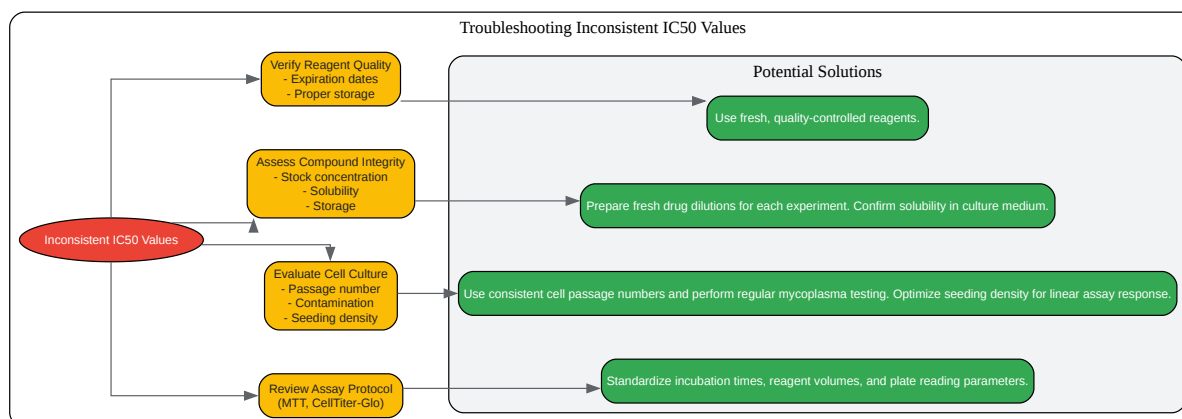 Troubleshooting Inconsistent IC50 Values
Potential Solutions
Verify Reagent Quality
- Expiration dates
- Proper storage
Use fresh, quality-controlled reagents.
Assess Compound Integrity
- Stock concentration
- Solubility
- Storage
Prepare fresh drug dilutions for each experiment. Confirm solubility in culture medium.
Inconsistent IC50 Values
Evaluate Cell Culture
- Passage number
- Contamination
- Seeding density
Use consistent cell passage numbers and perform regular mycoplasma testing. Optimize seeding density for linear assay response.
Review Assay Protocol
(MTT, CellTiter-Glo)
Standardize incubation times, reagent volumes, and plate reading parameters.